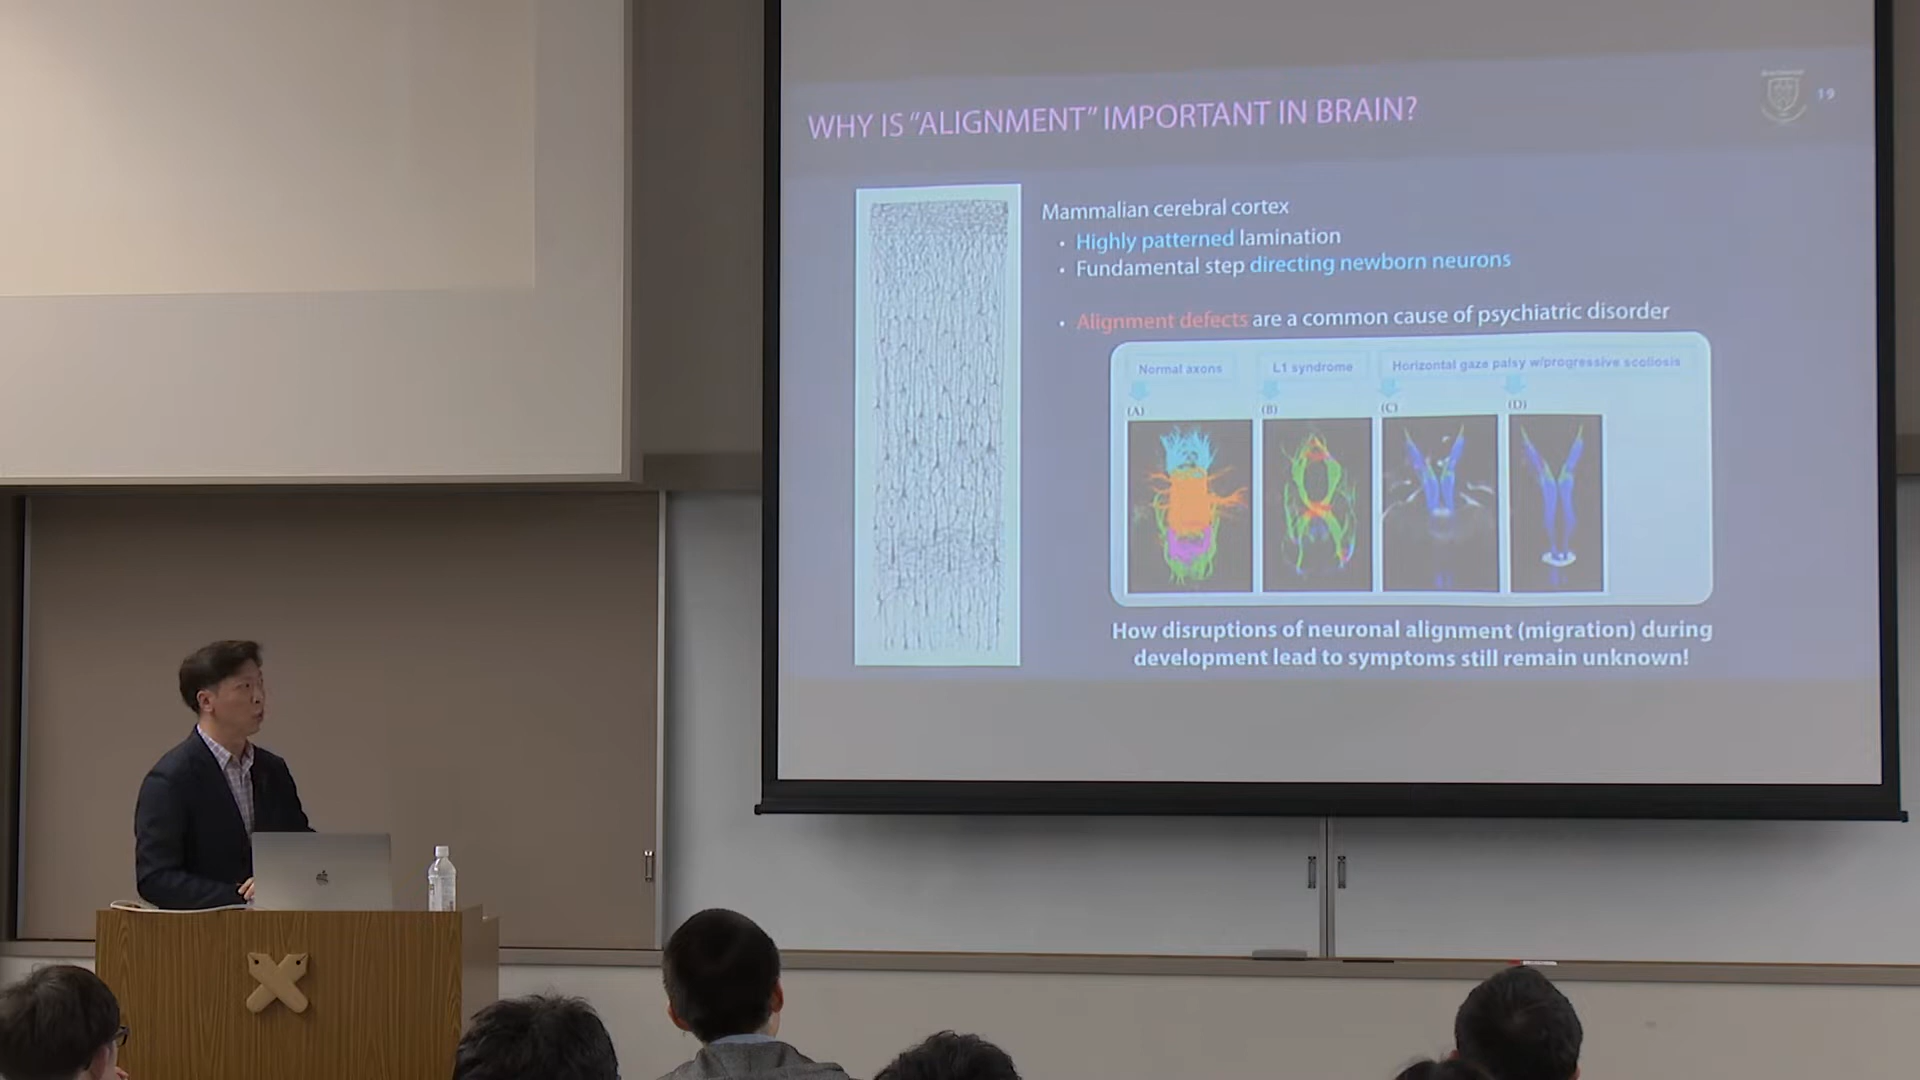 WHY IS "ALIGNMENT" IMPORTANT IN BRAIN?
19
Mammalian cerebral cortex
• Highly patterned lamination
• Fundamental step directing newborn neurons
• Alignment defects are a common cause of psychiatric disorder
Normal axons
L1 syndrome
Horizontal gaze palsy w/progressive scoliosis
(A)
(B)
(C)
(D)
How disruptions of neuronal alignment (migration) during
development lead to symptoms still remain unknown!